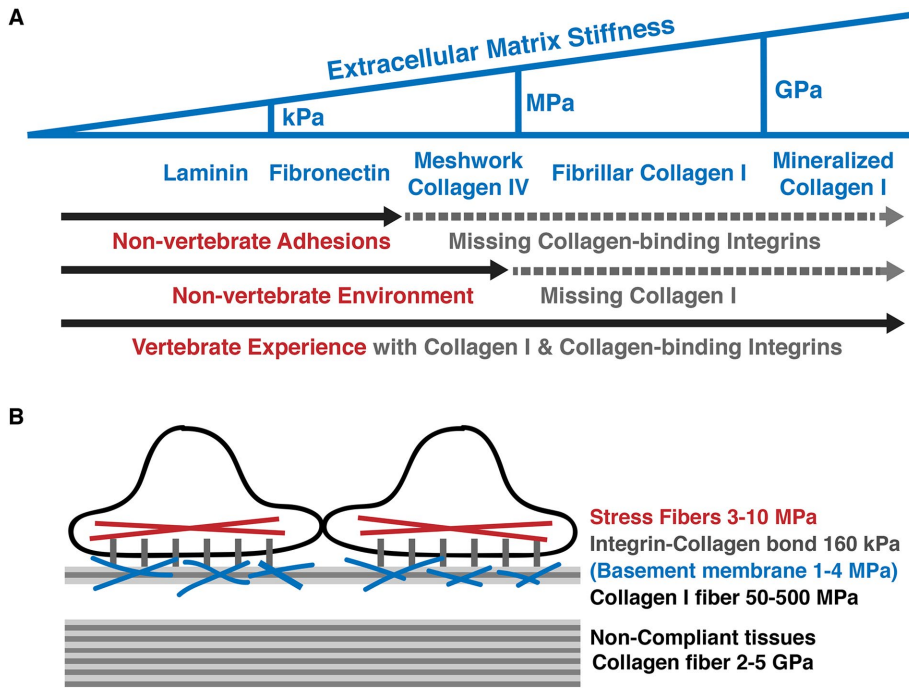 A
Extracellular Matrix Stiffness
kPa
MPa
GPa
Laminin
Fibronectin
Meshwork
Collagen IV
Fibrillar Collagen I
Mineralized
Collagen I
Non-vertebrate Adhesions
Missing Collagen-binding Integrins
Non-vertebrate Environment
Missing Collagen I
Vertebrate Experience with Collagen I & Collagen-binding Integrins
B
Stress Fibers 3-10 MPa
Integrin-Collagen bond 160 kPa
(Basement membrane 1-4 MPa)
Collagen I fiber 50-500 MPa
Non-Compliant tissues
Collagen fiber 2-5 GPa